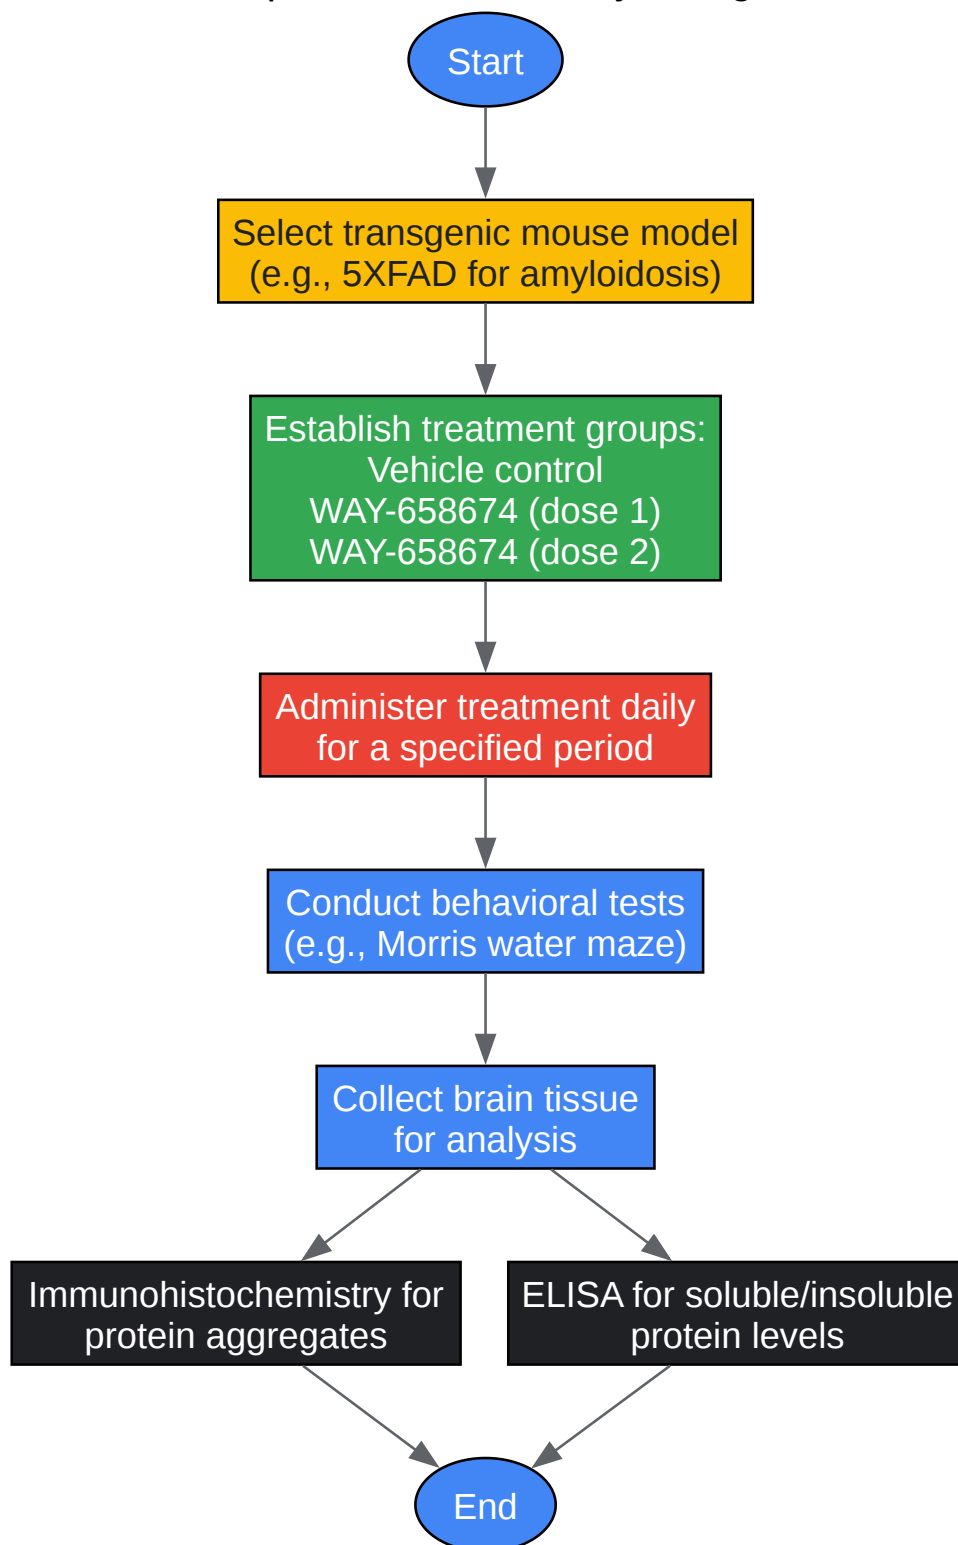 Start
Select transgenic mouse model
(e.g., 5XFAD for amyloidosis)
Establish treatment groups:
Vehicle control
WAY-658674 (dose 1)
WAY-658674 (dose 2)
Administer treatment daily
for a specified period
Conduct behavioral tests
(e.g., Morris water maze)
Collect brain tissue
for analysis
Immunohistochemistry for
protein aggregates
ELISA for soluble/insoluble
protein levels
End